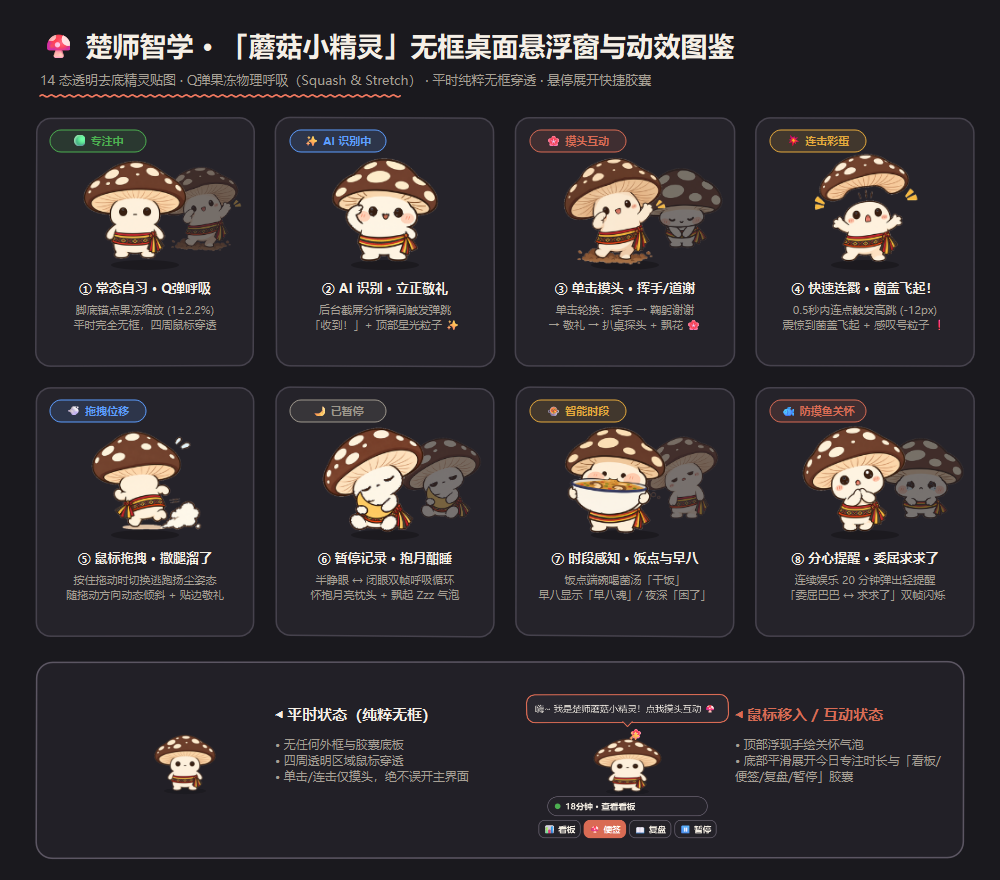 楚师智学 • 「蘑菇小精灵」无框桌面悬浮窗与动效图鉴
14 态透明去底精灵贴图 · Q弹果冻物理呼吸（Squash & Stretch） · 平时纯粹无框穿透 · 悬停展开快捷胶囊
专注中
AI 识别中
摸头互动
连击彩蛋
① 常态自习 • Q弹呼吸
脚底锚点果冻缩放 (1±2.2%)
平时完全无框，四周鼠标穿透
② AI 识别 • 立正敬礼
后台截屏分析瞬间触发弹跳
「收到！」+ 顶部星光粒子 ✨
③ 单击摸头 • 挥手/道谢
单击轮换：挥手 → 鞠躬谢谢
→ 敬礼 → 扒桌探头 + 飘花 🌸
④ 快速连戳 • 菌盖飞起！
0.5秒内连点触发高跳 (-12px)
震惊到菌盖飞起 + 感叹号粒子 ❗
拖拽位移
已暂停
智能时段
防摸鱼关怀
⑤ 鼠标拖拽 • 撒腿溜了
按住拖动时切换逃跑扬尘姿态
随拖动方向动态倾斜 + 贴边敬礼
⑥ 暂停记录 • 抱月酣睡
半睁眼 ↔ 闭眼双帧呼吸循环
怀抱月亮枕头 + 飘起 Zzz 气泡
⑦ 时段感知 • 饭点与早八
饭点满碗喝菌汤「干饭」
早八显示「早八魂」/ 夜深「困了」
⑧ 分心提醒 • 委屈求求了
连续娱乐 20 分钟弹出轻提醒
「委屈巴巴 ↔ 求求了」双帧闪烁
◂ 平时状态（纯粹无框）
• 无任何外框与胶囊底板
• 四周透明区域鼠标穿透
• 单击/连击仅摸头，绝不误开主界面
嗨~ 我是楚师蘑菇小精灵！点我摸头互动 🍄
18分钟 • 查看看板
看板
便签
复盘
暂停
◂ 鼠标移入 / 互动状态
• 顶部浮现手绘关怀气泡
• 底部平滑展开今日专注时长与「看板/
便签/复盘/暂停」胶囊